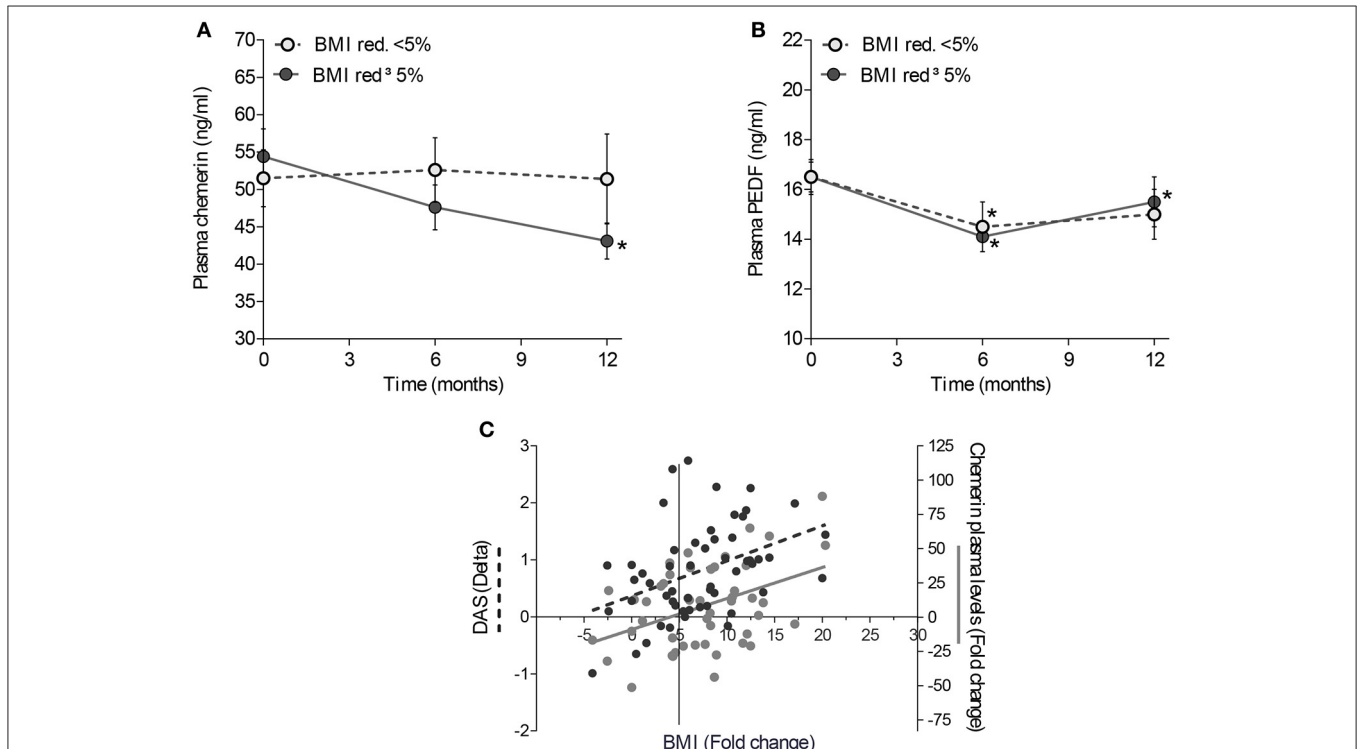 A
BMI red. <5%
BMI red ³ 5%
Plasma chemerin (ng/ml)
70
65
60
55
50
45
40
35
30
0 3 6 9 12
Time (months)
*
B
BMI red. <5%
BMI red ³ 5%
Plasma PEDF (ng/ml)
22
20
18
16
14
12
10
0 3 6 9 12
Time (months)
*
*
*
C
DAS (Delta)
3
2
1
0
-1
-2
-5 0 5 10 15 20 25 30
BMI (Fold change)
125
100
75
50
25
0
-25
-50
-75
Chemerin plasma levels (Fold change)